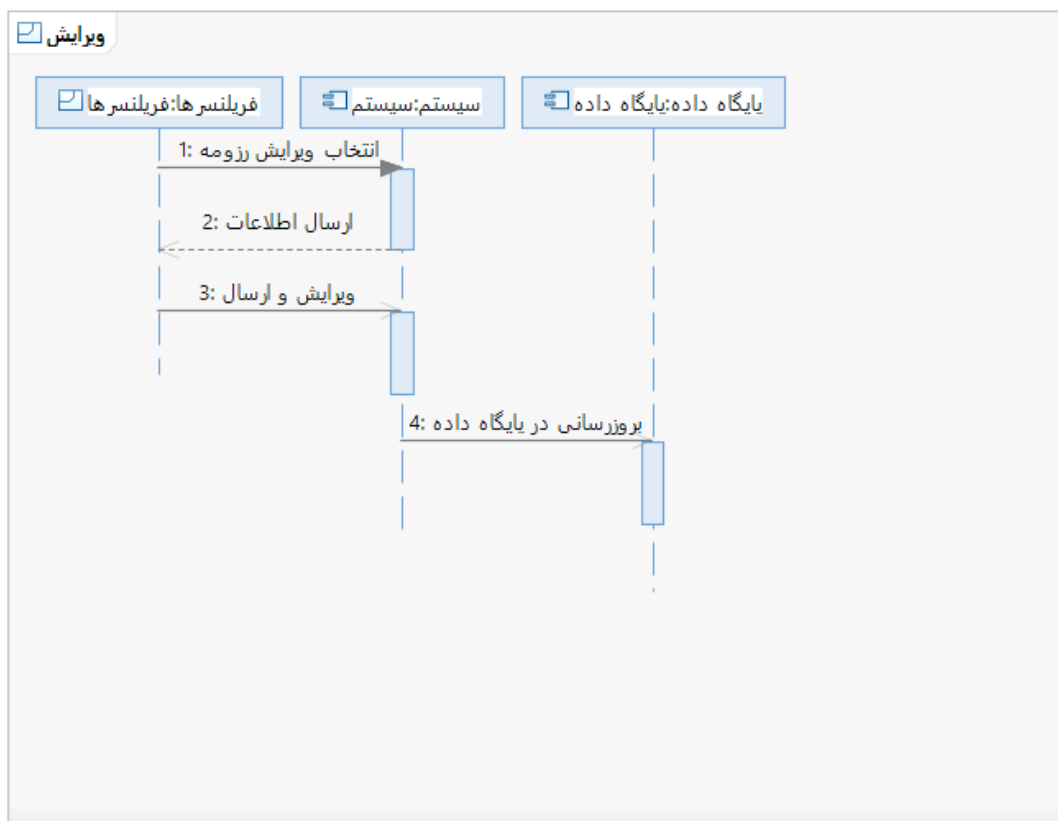 ویرایش
فریلنسرها:فریلنسرها
سیستم:سیستم
پایگاه داده:پایگاه داده
1: انتخاب ویرایش رزومه
2: ارسال اطلاعات
3: ویرایش و ارسال
4: بروزرسانی در پایگاه داده